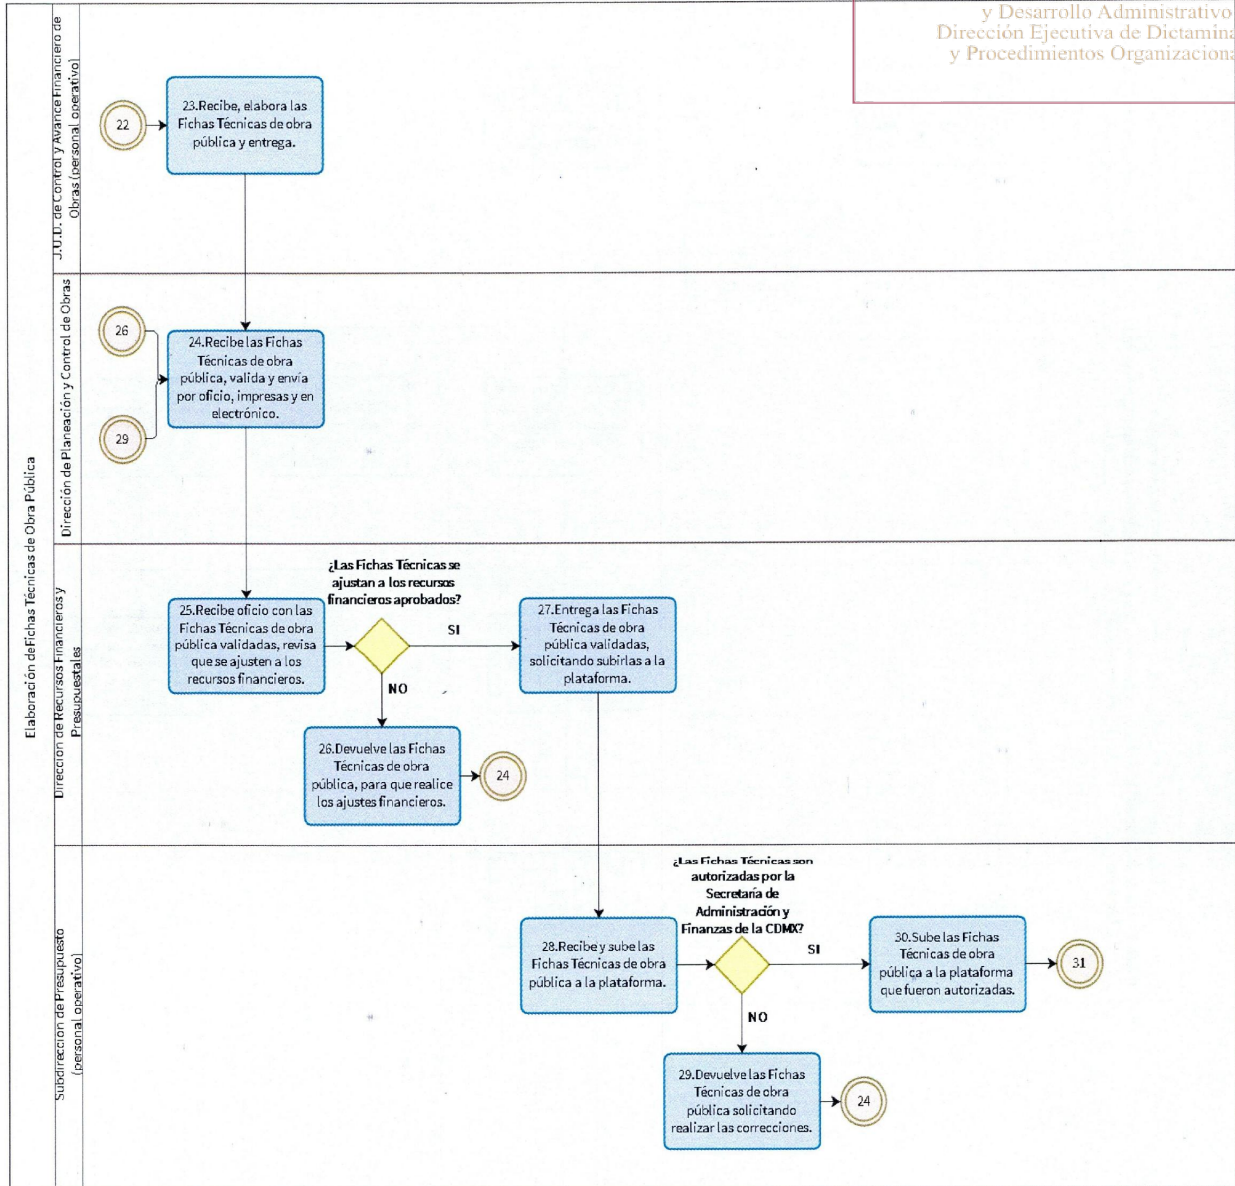 y Desarrollo Administrativo
Dirección Ejecutiva de
y Procedimientos
Elaboración de Fichas Técnicas de Obra Pública
J.U.D. de Control y Avance Financiero de
Obras (personal operativo)
22
23.Recibe, elabora las
Fichas Técnicas de obra
pública y entrega.
Dirección de Planeación y Control de Obras
26
29
24.Recibe las Fichas
Técnicas de obra
pública, valida y envía
por oficio, impresas y en
electrónico.
Dirección de Recursos Financieros y
Presupuestales
25.Recibe oficio con las
Fichas Técnicas de obra
pública validadas, revisa
que se ajusten a los
recursos financieros.
¿Las Fichas Técnicas se
ajustan a los recursos
financieros aprobados?
SI
NO
27.Entrega las Fichas
Técnicas de obra
pública validadas,
solicitando subirlas a la
plataforma.
26.Devuelve las Fichas
Técnicas de obra
pública, para que realice
los ajustes financieros.
24
Subdirección de Presupuesto
(personal operativo)
28.Recibe y sube las
Fichas Técnicas de obra
pública a la plataforma.
¿Las Fichas Técnicas son
autorizadas por la
Secretaría de
Administración y
Finanzas de la CDMX?
SI
NO
30.Sube las Fichas
Técnicas de obra
pública a la plataforma
que fueron autorizadas.
31
29.Devuelve las Fichas
Técnicas de obra
pública solicitando
realizar las correcciones.
24